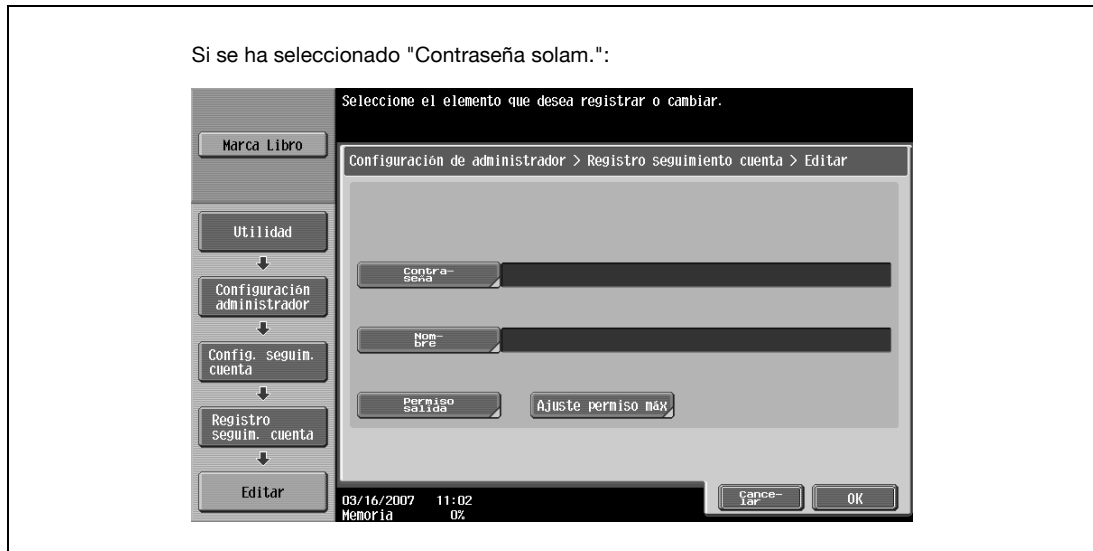 Si se ha seleccionado "Contraseña solam.":
Seleccione el elemento que desea registrar o cambiar.
Marca Libro
Configuración de administrador > Registro seguimiento cuenta > Editar
Utilidad
Configuración
administrador
Config. seguim.
cuenta
Registro
seguim. cuenta
Editar
Contra-
seña
Nom-
bre
Permiso
salida
Ajuste permiso máx
03/16/2007 11:02
Memoria 0%
Cance-
lar
OK